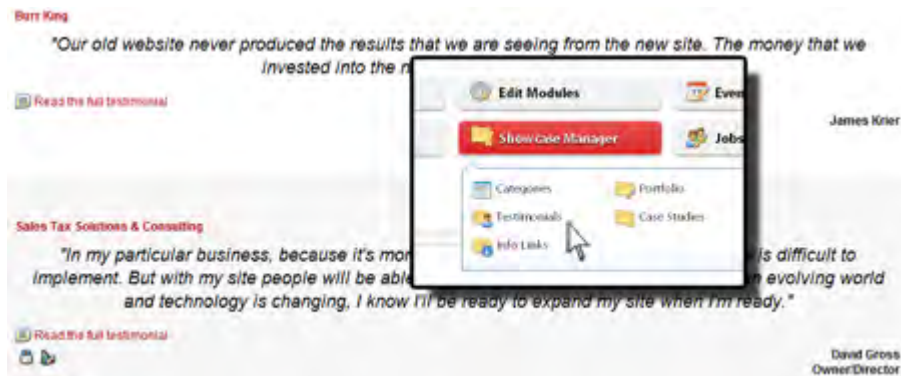 Burr King
"Our old website never produced the results that we are seeing from the new site. The money that we
invested into the n
Read the full testimonial
James Krier
Edit Modules
Even
Showcase Manager
Jobs
Categories
Portfolio
Testimonials
Case Studies
Info Links
Sales Tax Solutions & Consulting
"In my particular business, because it's mor is difficult to
implement. But with my site people will be able n evolving world
and technology is changing, I know I'll be ready to expand my site when I'm ready."
Read the full testimonial
David Gross
Owner/Director